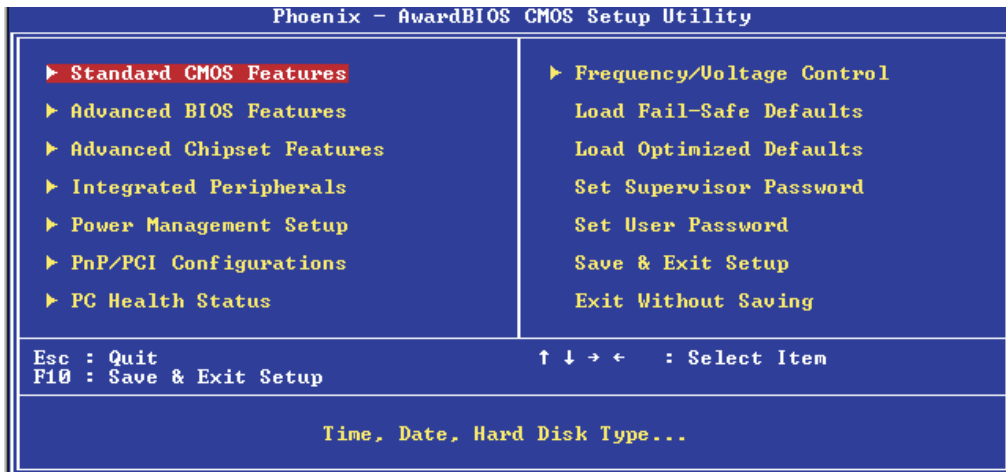 Phoenix - AwardBIOS CMOS Setup Utility
▶ Standard CMOS Features
▶ Advanced BIOS Features
▶ Advanced Chipset Features
▶ Integrated Peripherals
▶ Power Management Setup
▶ PnP/PCI Configurations
▶ PC Health Status
▶ Frequency/Voltage Control
Load Fail-Safe Defaults
Load Optimized Defaults
Set Supervisor Password
Set User Password
Save & Exit Setup
Exit Without Saving
Esc : Quit
F10 : Save & Exit Setup
↑ ↓ → ← : Select Item
Time, Date, Hard Disk Type...